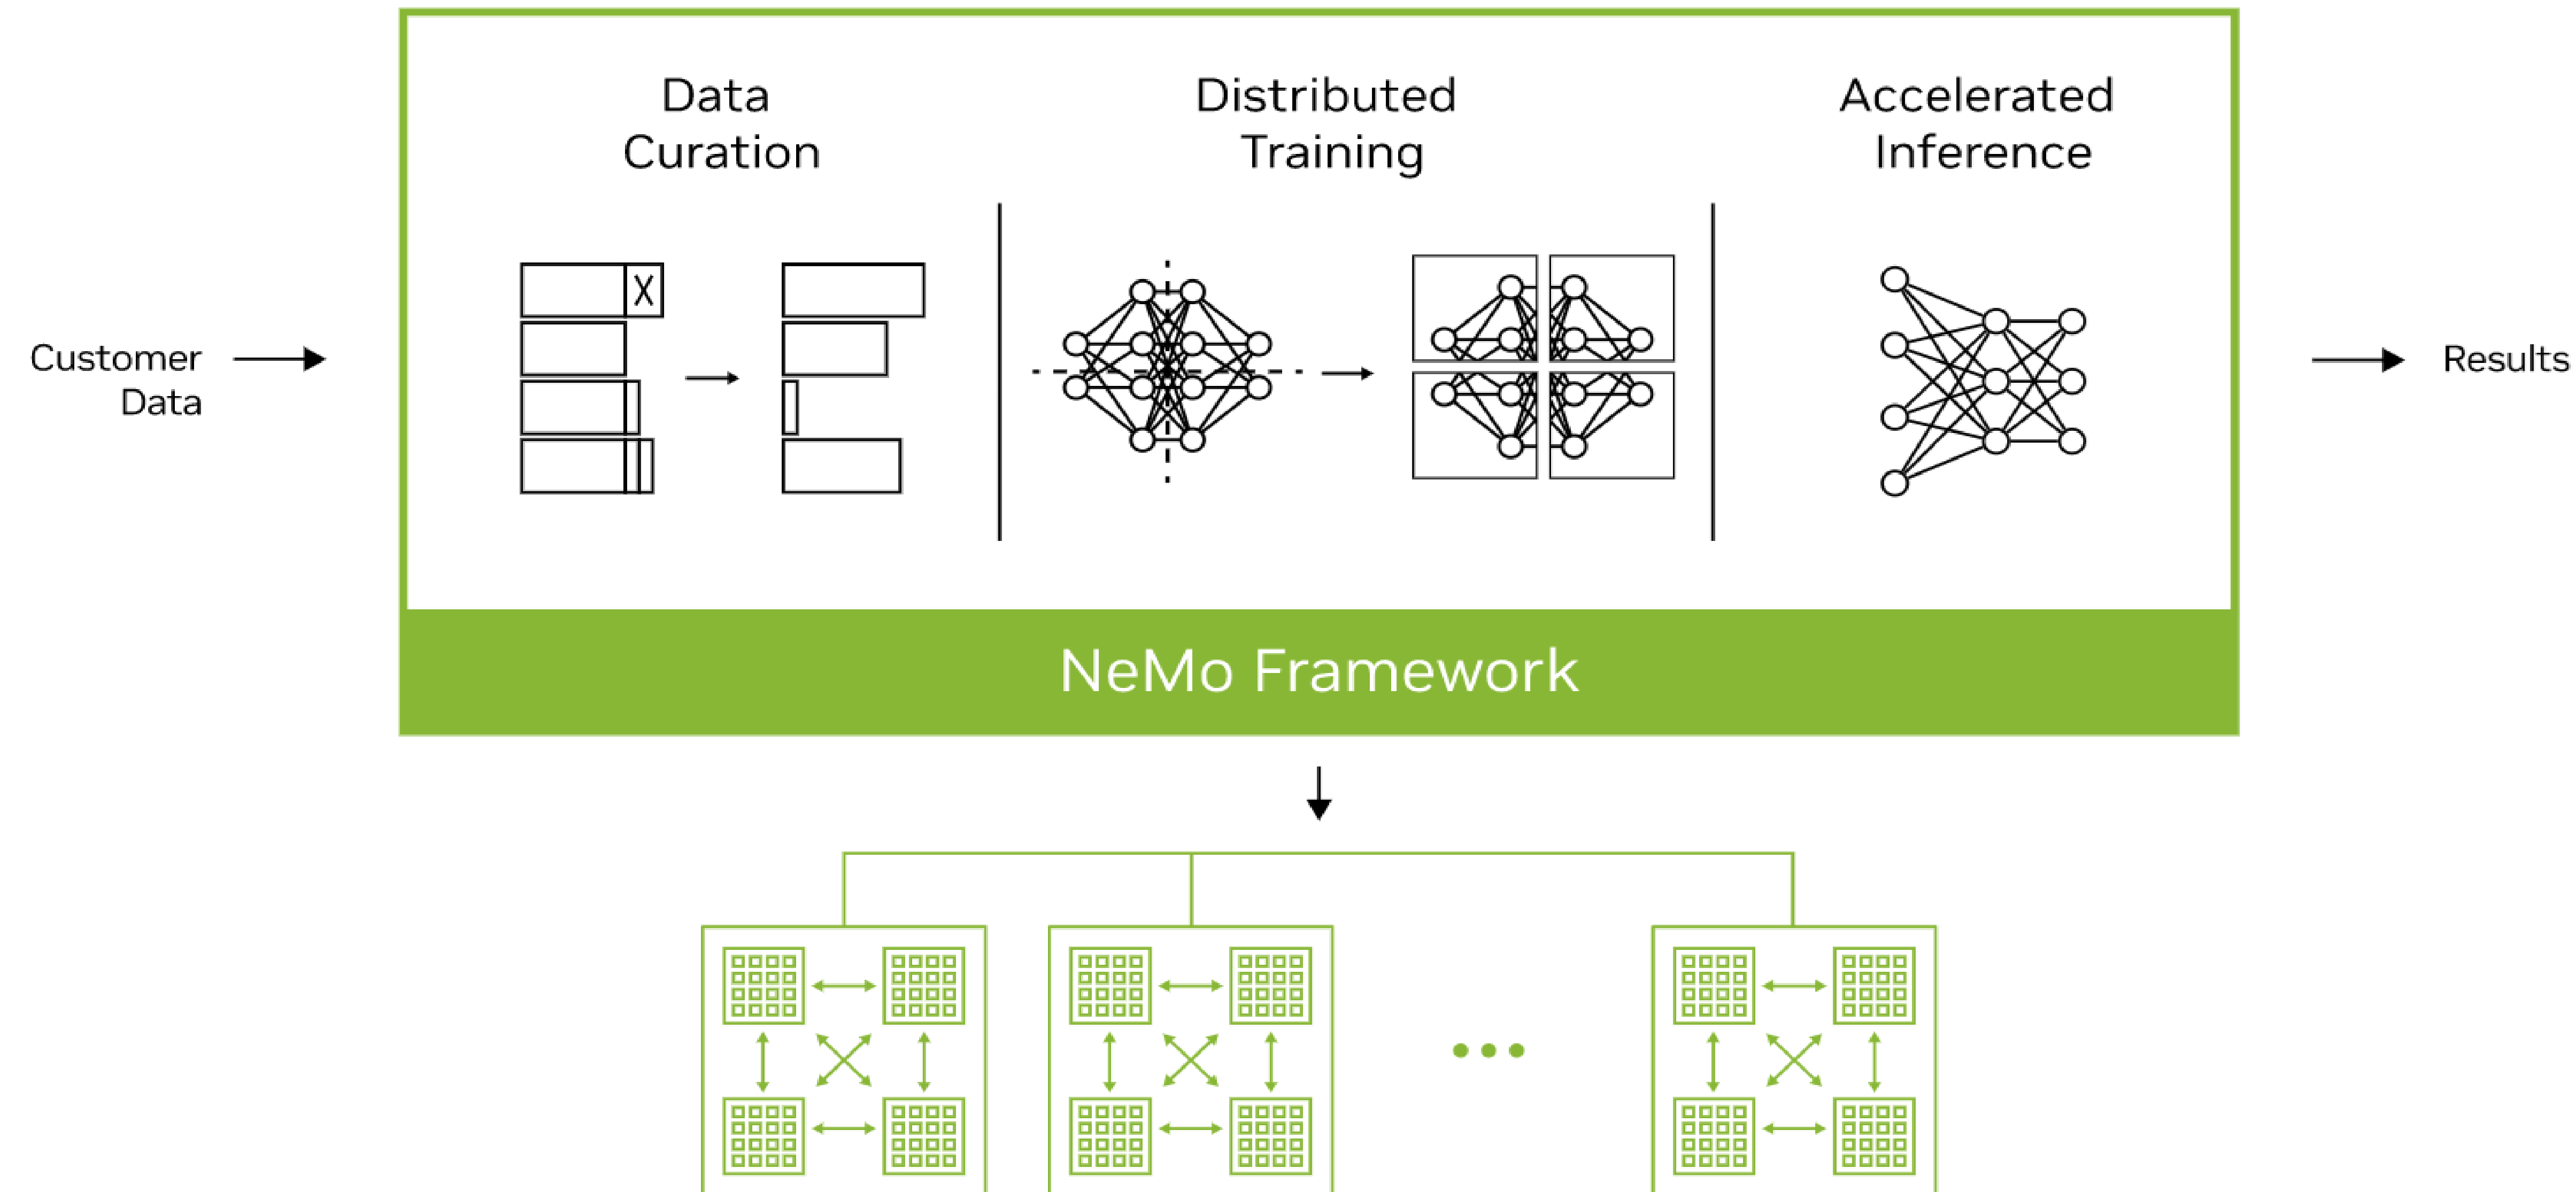 Data
Curation
Distributed
Training
Accelerated
Inference
X
Customer
Data
Results
NeMo Framework